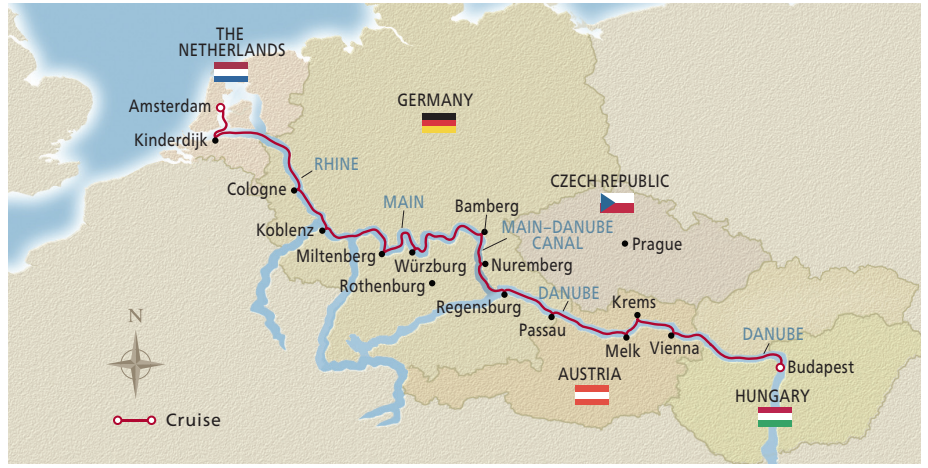 THE
NETHERLANDS
Amsterdam
Kinderdijk
GERMANY
RHINE
Cologne
CZECH REPUBLIC
MAIN
Bamberg
Koblenz
MAIN–DANUBE
CANAL
Prague
Miltenberg
Würzburg
Nuremberg
Rothenburg
DANUBE
Regensburg
Krems
N
Passau
DANUBE
Melk
Vienna
Budapest
AUSTRIA
HUNGARY
Cruise